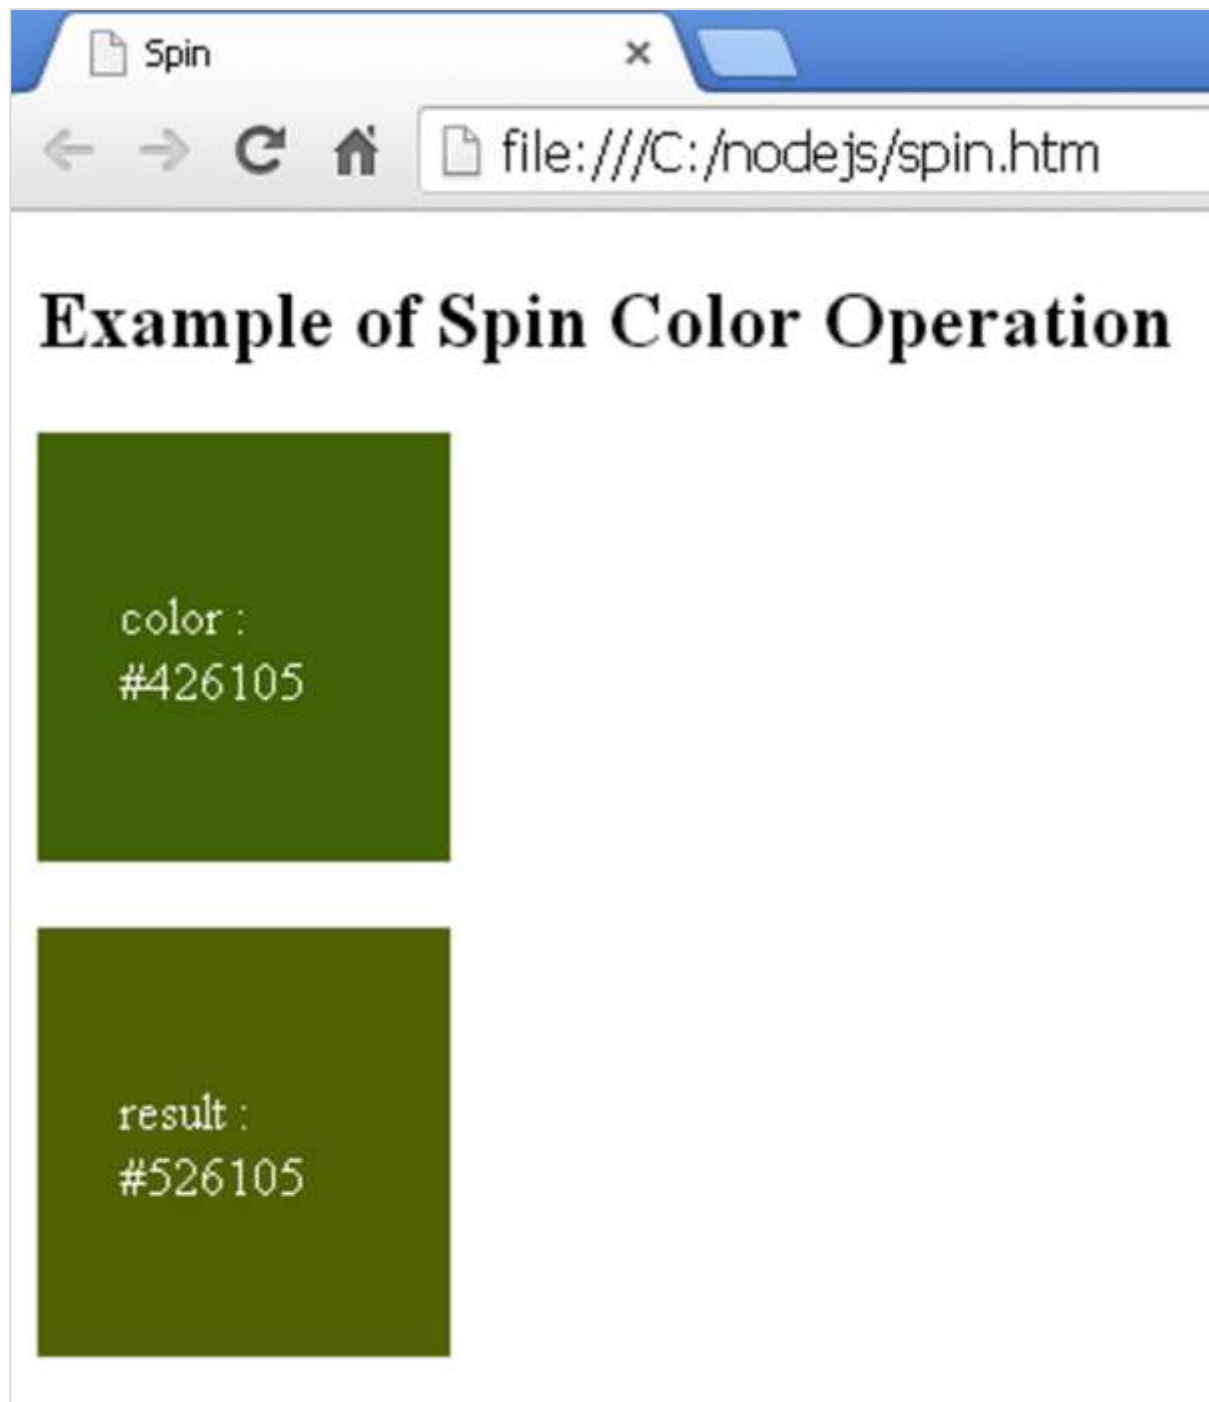 Spin
file:///C:/nodejs/spin.htm
Example of Spin Color Operation
color :
#426105
result :
#526105